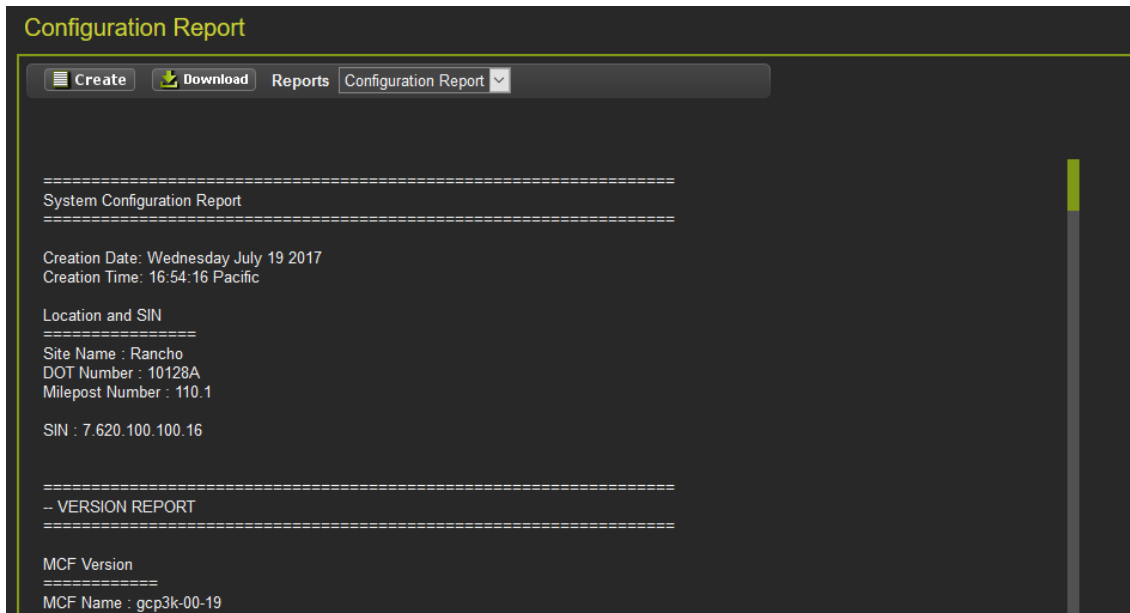 Configuration Report
Create Download Reports Configuration Report
=================================================================
System Configuration Report
=================================================================
Creation Date: Wednesday July 19 2017
Creation Time: 16:54:16 Pacific
Location and SIN
================
Site Name : Rancho
DOT Number : 10128A
Milepost Number : 110.1
SIN : 7.620.100.100.16
=================================================================
-- VERSION REPORT
=================================================================
MCF Version
============
MCF Name : gcp3k-00-19